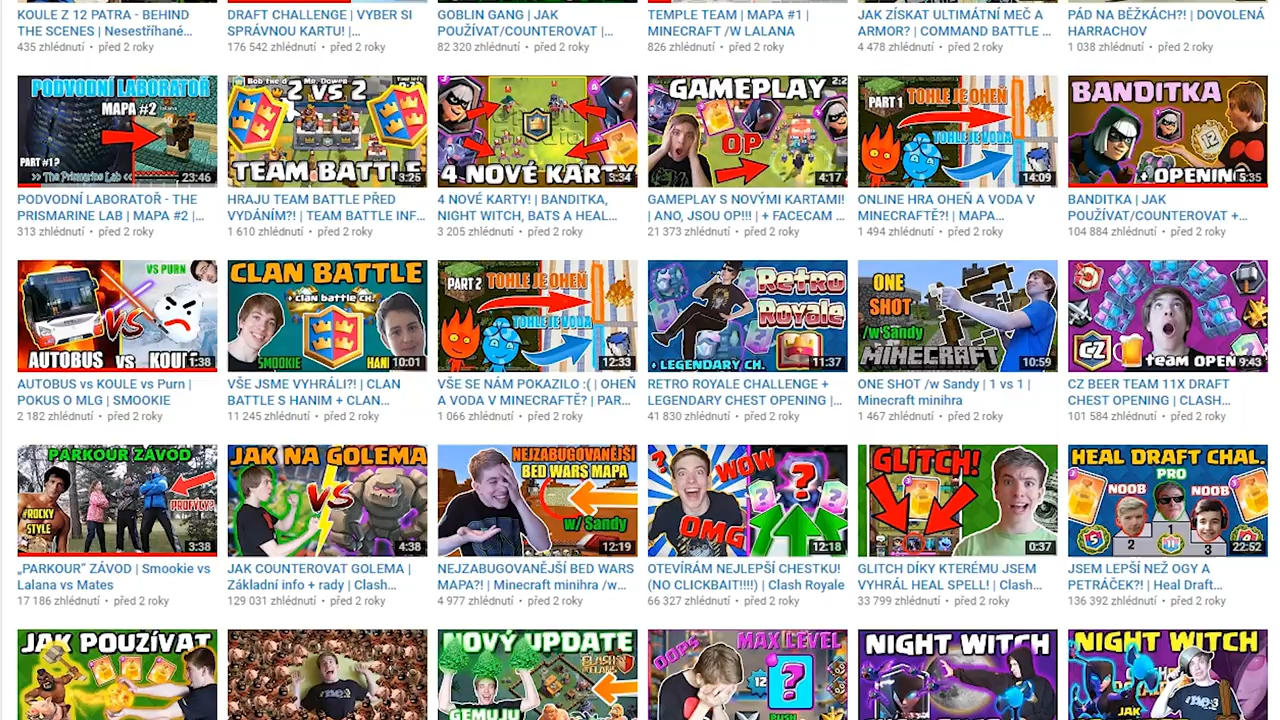 KOULE Z 12 PATRA - BEHIND
THE SCENES | Nesestříhané…
435 zhlédnutí • před 2 roky
DRAFT CHALLENGE | VYBER SI
SPRÁVNOU KARTU! |…
176 542 zhlédnutí • před 2 roky
GOBLIN GANG | JAK
POUŽÍVAT/COUNTEROVAT |…
82 320 zhlédnutí • před 2 roky
TEMPLE TEAM | MAPA #1 |
MINECRAFT /W LALANA
826 zhlédnutí • před 2 roky
JAK ZÍSKAT ULTIMÁTNÍ MEČ A
ARMOR? | COMMAND BATTLE …
4 478 zhlédnutí • před 2 roky
PÁD NA BĚŽKÁCH?! | DOVOLENÁ
HARRACHOV
1 038 zhlédnutí • před 2 roky
PODVODNÍ LABORATOŘ
MAPA #2
PART #1?
>> The Prismarine Lab <<
23:46
PODVODNÍ LABORATOŘ - THE
PRISMARINE LAB | MAPA #2 |…
313 zhlédnutí • před 2 roky
Bob the d
2 VS 2
TEAM BATTLE
3:25
HRAJU TEAM BATTLE PŘED
VYDÁNÍM?! | TEAM BATTLE INF…
1 610 zhlédnutí • před 2 roky
4 NOVÉ KARTY
3:34
4 NOVÉ KARTY! | BANDITKA,
NIGHT WITCH, BATS A HEAL…
3 205 zhlédnutí • před 2 roky
GAMEPLAY
OP
4:17
GAMEPLAY S NOVÝMI KARTAMI!
| ANO, JSOU OP!!! | + FACECAM …
21 373 zhlédnutí • před 2 roky
PART 1
TOHLE JE OHEŇ
TOHLE JE VODA
14:09
ONLINE HRA OHEŇ A VODA V
MINECRAFTĚ?! | MAPA…
1 494 zhlédnutí • před 2 roky
BANDITKA
12
+ OPENING
5:35
BANDITKA | JAK
POUŽÍVAT/COUNTEROVAT +…
104 884 zhlédnutí • před 2 roky
VS PURN
VS
AUTOBUS vs KOULE
1:38
AUTOBUS vs KOULE vs Purn |
POKUS O MLG | SMOOKIE
2 182 zhlédnutí • před 2 roky
CLAN BATTLE
+ clan battle CH.
SMOOKIE
HANI
10:01
VŠE JSME VYHRÁLI?! | CLAN
BATTLE S HANIM + CLAN…
11 245 zhlédnutí • před 2 roky
PART 2
TOHLE JE OHEŇ
TOHLE JE VODA
12:33
VŠE SE NÁM POKAZILO :( | OHEŇ
A VODA V MINECRAFTĚ? | PAR…
1 066 zhlédnutí • před 2 roky
Retro
Royale
+ LEGENDARY CH.
11:37
RETRO ROYALE CHALLENGE +
LEGENDARY CHEST OPENING |…
41 830 zhlédnutí • před 2 roky
ONE
SHOT
/w Sandy
MINECRAFT
10:59
ONE SHOT /w Sandy | 1 vs 1 |
Minecraft minihra
1 467 zhlédnutí • před 2 roky
CZ
team OPEN
9:43
CZ BEER TEAM 11X DRAFT
CHEST OPENING | CLASH…
101 584 zhlédnutí • před 2 roky
PARKOUR ZÁVOD
PROFÍCI?
#ROCKY
STYLE
3:38
„PARKOUR“ ZÁVOD | Smookie vs
Lalana vs Mates
17 186 zhlédnutí • před 2 roky
JAK NA GOLEMA
VS
4:38
JAK COUNTEROVAT GOLEMA |
Základní info + rady | Clash…
129 031 zhlédnutí • před 2 roky
NEJZABUGOVANĚJŠÍ
BED WARS MAPA
w/ Sandy
12:19
NEJZABUGOVANĚJŠÍ BED WARS
MAPA?! | Minecraft minihra /w…
4 977 zhlédnutí • před 2 roky
?
WOW
OMG
12:18
OTEVÍRÁM NEJLEPŠÍ CHESTKU!
(NO CLICKBAIT!!!!) | Clash Royale
66 327 zhlédnutí • před 2 roky
GLITCH!
0:37
GLITCH DÍKY KTERÉMU JSEM
VYHRÁL HEAL SPELL! | Clash…
33 799 zhlédnutí • před 2 roky
HEAL DRAFT CHAL.
PRO
NOOB
NOOB
1
2
3
22:52
JSEM LEPŠÍ NEŽ OGY A
PETRÁČEK?! | Heal Draft…
136 392 zhlédnutí • před 2 roky
JAK POUŽÍVAT
NOVÝ UPDATE
GEMUJU
OOPS
MAX LEVEL
?
NIGHT WITCH
NIGHT WITCH
JAK